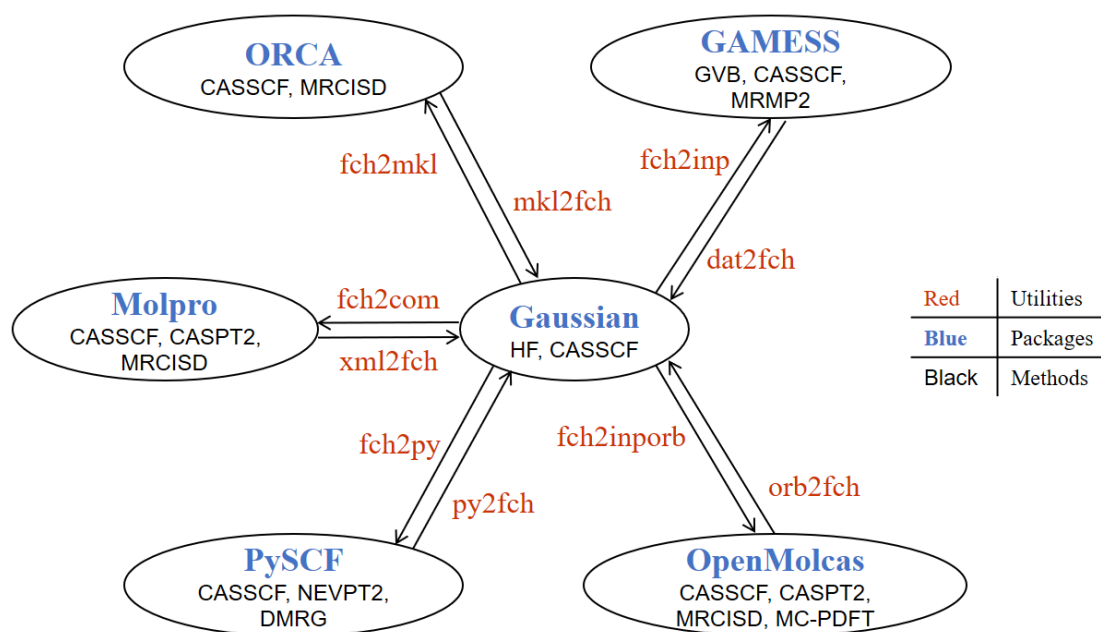 ORCA
CASSCF, MRCISD
GAMESS
GVB, CASSCF,
MRMP2
fch2mkl
mkl2fch
fch2inp
dat2fch
Molpro
CASSCF, CASPT2,
MRCISD
fch2com
xml2fch
Gaussian
HF, CASSCF
Red Utilities
Blue Packages
Black Methods
fch2py
py2fch
fch2inporb
orb2fch
PySCF
CASSCF, NEVPT2,
DMRG
OpenMolcas
CASSCF, CASPT2,
MRCISD, MC-PDFT